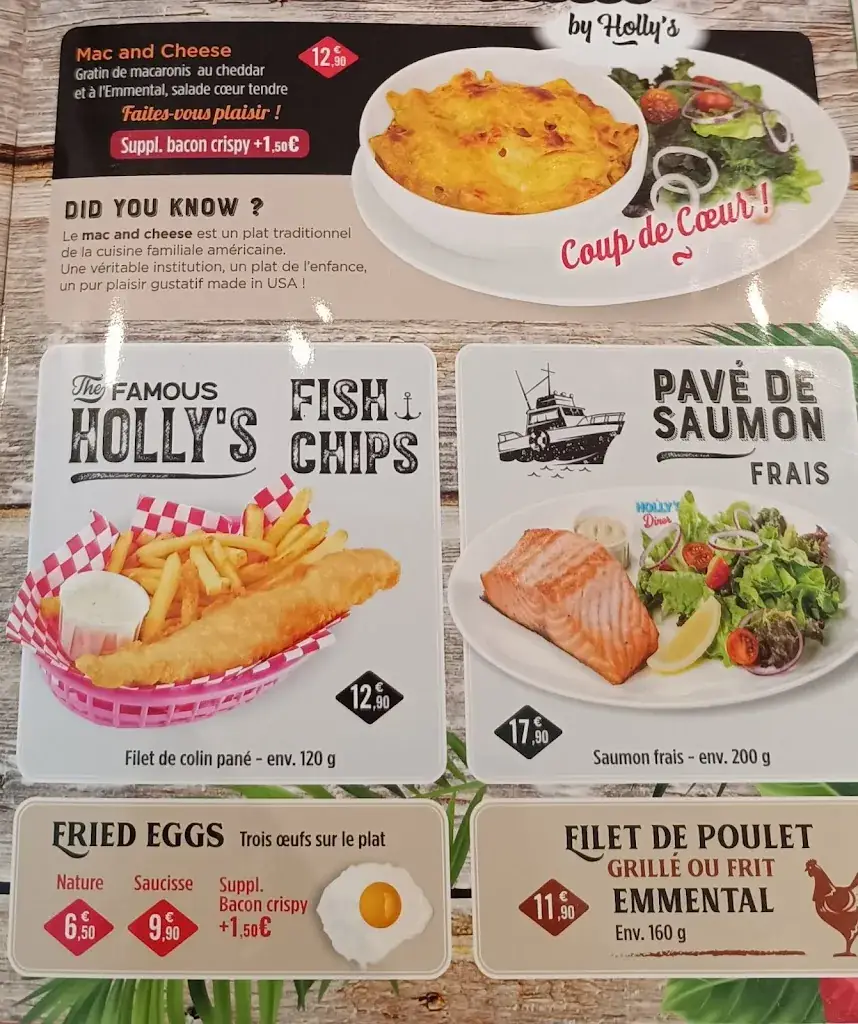 by Holly's
Mac and Cheese
12,€90
Gratin de macaronis au cheddar
et à l'Emmental, salade cœur tendre
Faites-vous plaisir !
Suppl. bacon crispy +1,50€
DID YOU KNOW ?
Le mac and cheese est un plat traditionnel
de la cuisine familiale américaine.
Une véritable institution, un plat de l'enfance,
un pur plaisir gustatif made in USA !
Coup de Cœur !
The FAMOUS
HOLLY'S
FISH
CHIPS
12,€90
Filet de colin pané - env. 120 g
PAVÉ DE
SAUMON
FRAIS
HOLLY'S
Diner
17,€90
Saumon frais - env. 200 g
FRIED EGGS Trois œufs sur le plat
Nature
6,€50
Saucisse
9,€90
Suppl.
Bacon crispy
+1,50€
FILET DE POULET
GRILLÉ OU FRIT
EMMENTAL
11,€90
Env. 160 g